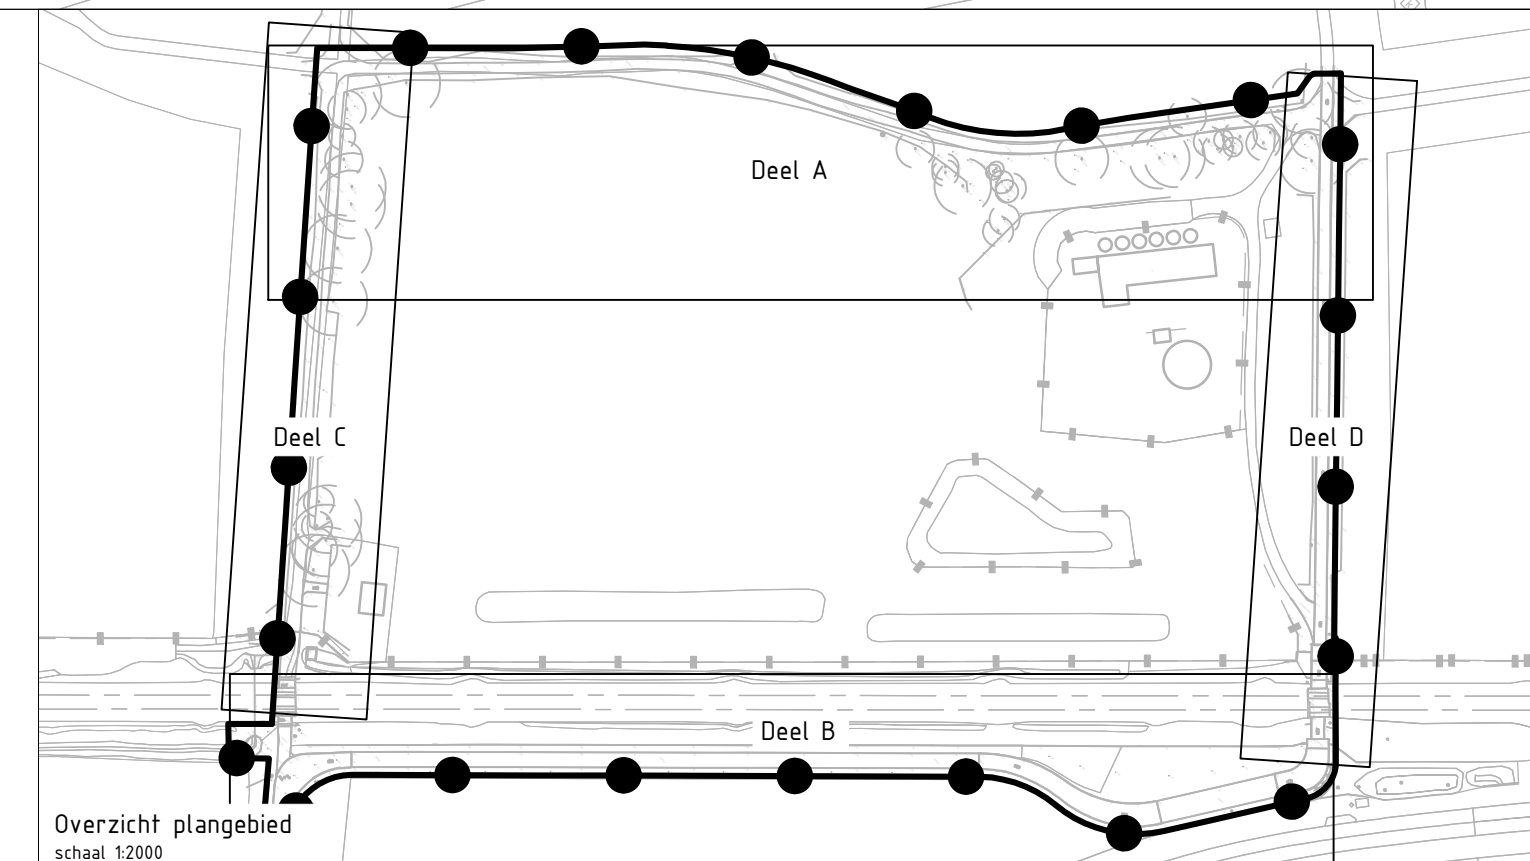 Deel A
Deel C
Deel D
Deel B
Overzicht plangebied
schaal 1:2000